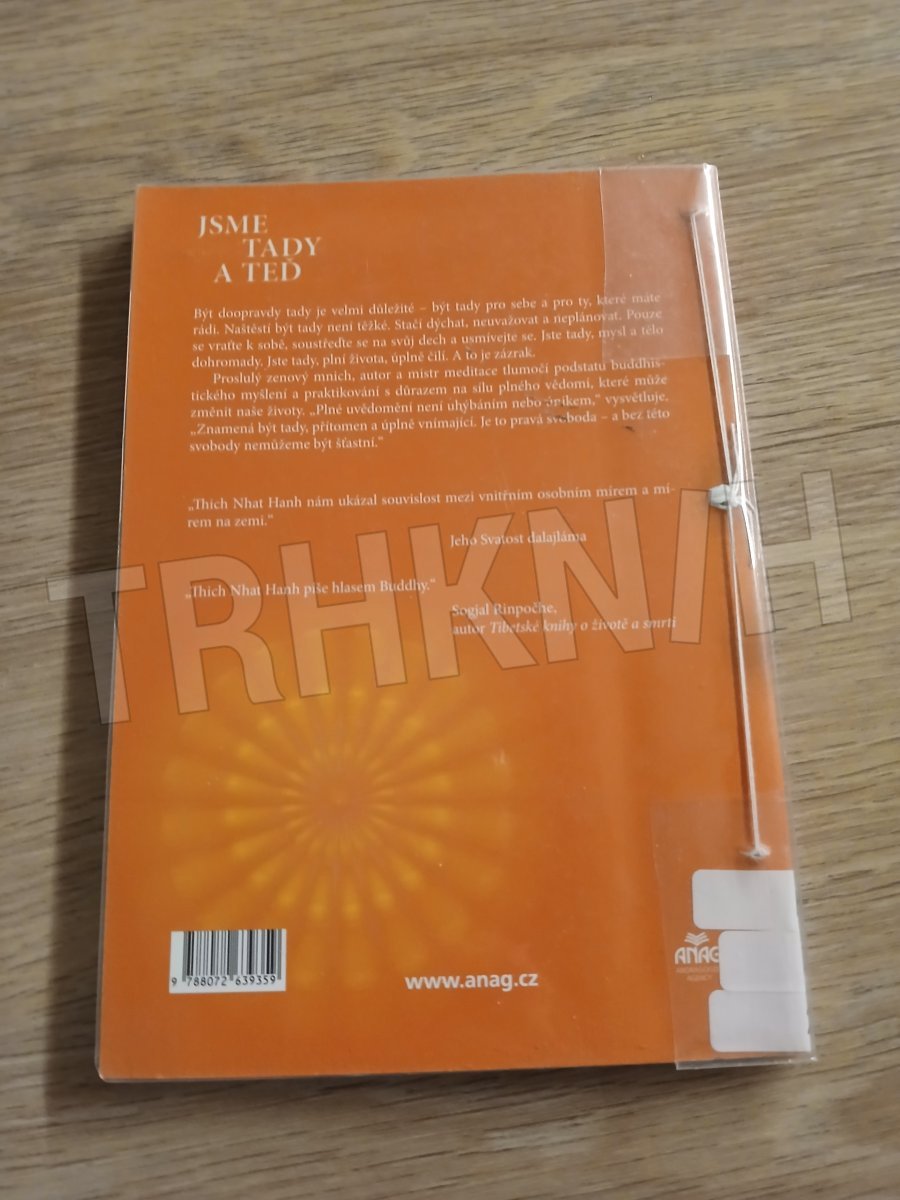 JSME
TADY
A TEĎ
Být doopravdy tady je velmi důležité – být tady pro sebe a pro ty, které máte
rádi. Naštěstí být tady není těžké. Stačí dýchat, neuvažovat a neplánovat. Pouze
se vraťte k sobě, soustřeďte se na svůj dech a usmívejte se. Jste tady, mysl a tělo
dohromady. Jste tady, plní života, úplně čilí. A to je zázrak.
Proslulý zenový mnich, autor a mistr meditace tlumočí podstatu buddhis-
tického myšlení a praktikování s důrazem na sílu plného vědomí, které může
změnit naše životy. „Plné uvědomění není uhýbáním nebo únikem,“ vysvětluje.
„Znamená být tady, přítomen a úplně vnímající. Je to pravá svoboda – a bez této
svobody nemůžeme být šťastní.“
„Thich Nhat Hanh nám ukázal souvislost mezi vnitřním osobním mírem a mí-
rem na zemi.“
Jeho Svatost dalajláma
TRHKNIH
„Thich Nhat Hanh píše hlasem Buddhy.“
Sogjal Rinpočhe,
autor Tibetské knihy o životě a smrti
9 788072 639359
www.anag.cz
ANAG
AGENCY